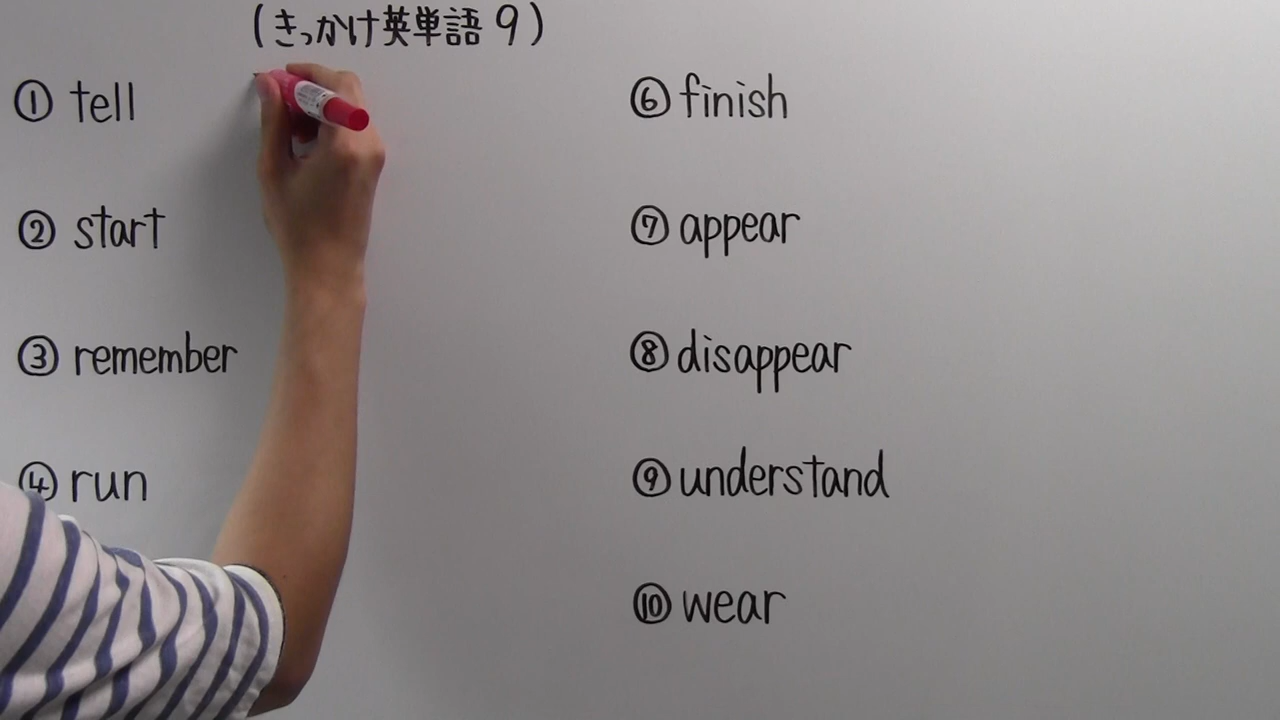 (きっかけ英単語 9)
① tell
② start
③ remember
④ run
⑥ finish
⑦ appear
⑧ disappear
⑨ understand
⑩ wear